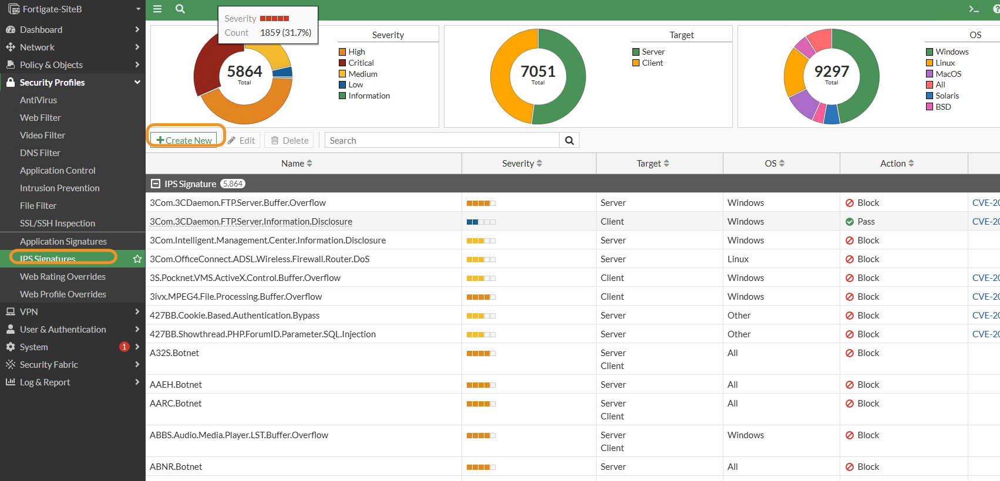 Fortigate-SiteB
Dashboard
Network
Policy & Objects
Security Profiles
AntiVirus
Web Filter
Video Filter
DNS Filter
Application Control
Intrusion Prevention
File Filter
SSL/SSH Inspection
Application Signatures
IPS Signatures
Web Rating Overrides
Web Profile Overrides
VPN
User & Authentication
System 1
Security Fabric
Log & Report
Severity
Count 1859 (31.7%)
5864
Total
Severity
High
Critical
Medium
Low
Information
7051
Total
Target
Server
Client
9297
Total
OS
Windows
Linux
MacOS
All
Solaris
BSD
+Create New Edit Delete Search
Name Severity Target OS Action
IPS Signature 5,864
3Com.3CDaemon.FTP.Server.Buffer.Overflow Server Windows Block CVE-20
3Com.3CDaemon.FTP.Server.Information.Disclosure Client Windows Pass CVE-20
3Com.Intelligent.Management.Center.Information.Disclosure Server Windows Block
3Com.OfficeConnect.ADSL.Wireless.Firewall.Router.DoS Server Linux Block
3S.Pocknet.VMS.ActiveX.Control.Buffer.Overflow Client Windows Block CVE-20
3ivx.MPEG4.File.Processing.Buffer.Overflow Client Windows Block CVE-20
427BB.Cookie.Based.Authentication.Bypass Server Other Block CVE-20
427BB.Showthread.PHP.ForumID.Parameter.SQL.Injection Server Other Block CVE-20
A32S.Botnet Server All Block
Client
AAEH.Botnet Server All Block
AARC.Botnet Server All Block
Client
ABBS.Audio.Media.Player.LST.Buffer.Overflow Server Windows Block
Client
ABNR.Botnet Server All Block